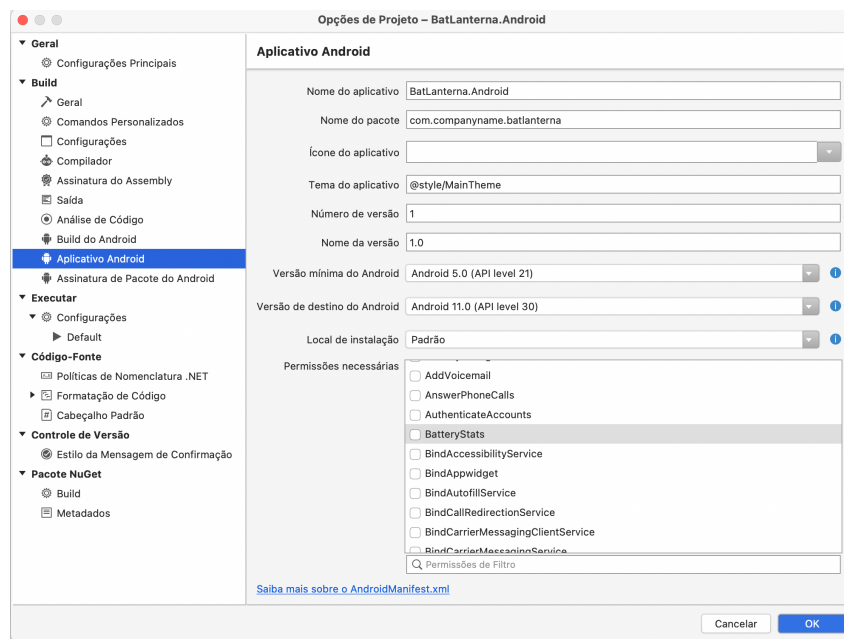 Opções de Projeto – BatLanterna.Android
Geral
Configurações Principais
Build
Geral
Comandos Personalizados
Configurações
Compilador
Assinatura do Assembly
Saída
Análise de Código
Build do Android
Aplicativo Android
Assinatura de Pacote do Android
Executar
Configurações
Default
Código-Fonte
Políticas de Nomenclatura .NET
Formatação de Código
Cabeçalho Padrão
Controle de Versão
Estilo da Mensagem de Confirmação
Pacote NuGet
Build
Metadados
Aplicativo Android
Nome do aplicativo BatLanterna.Android
Nome do pacote com.companyname.batlanterna
Ícone do aplicativo
Tema do aplicativo @style/MainTheme
Número de versão 1
Nome da versão 1.0
Versão mínima do Android Android 5.0 (API level 21)
Versão de destino do Android Android 11.0 (API level 30)
Local de instalação Padrão
Permissões necessárias
AddVoicemail
AnswerPhoneCalls
AuthenticateAccounts
BatteryStats
BindAccessibilityService
BindAppwidget
BindAutofillService
BindCallRedirectionService
BindCarrierMessagingClientService
BindCarrierMessagingService
Permissões de Filtro
Saiba mais sobre o AndroidManifest.xml
Cancelar OK